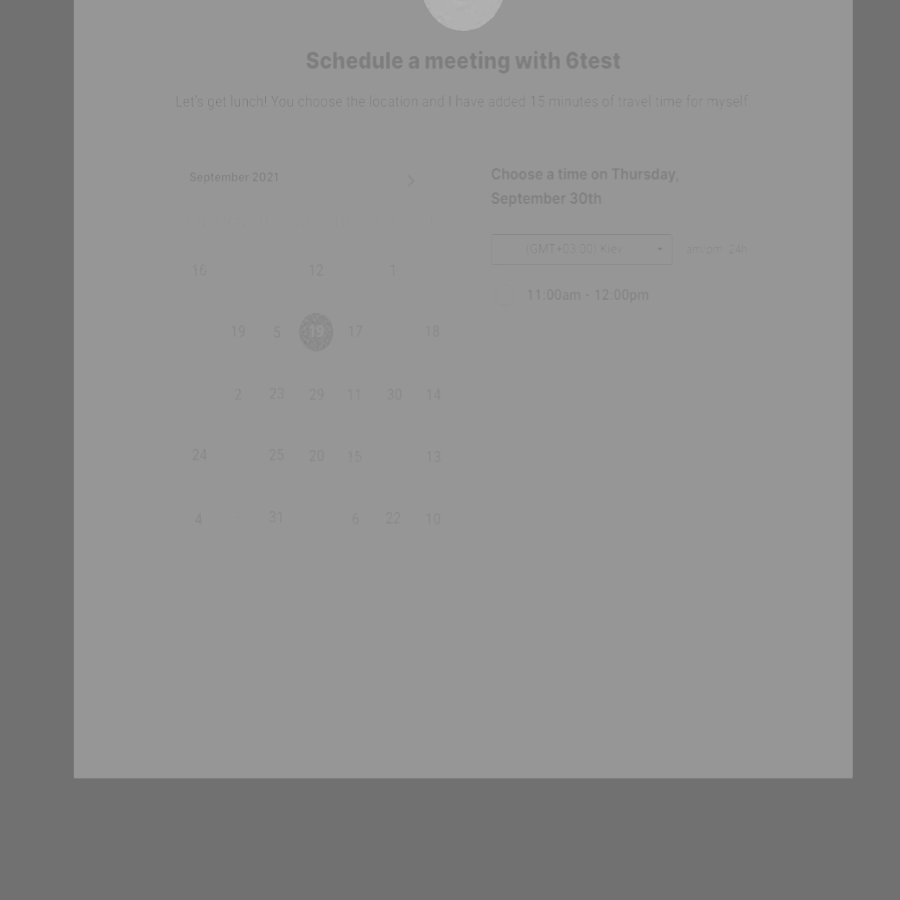 Schedule a meeting with 6test
Let's get lunch! You choose the location and I have added 15 minutes of travel time for myself.
September 2021
16 12 1
19 5 19 17 18
2 23 29 11 30 14
24 25 20 15 13
4 31 6 22 10
Choose a time on Thursday,
September 30th
(GMT+03:00) Kiev
am/pm 24h
11:00am - 12:00pm